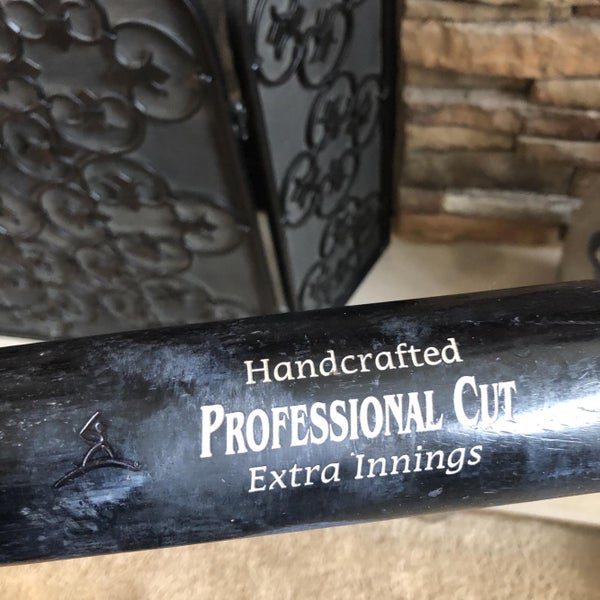 Handcrafted
PROFESSIONAL CUT
Extra Innings